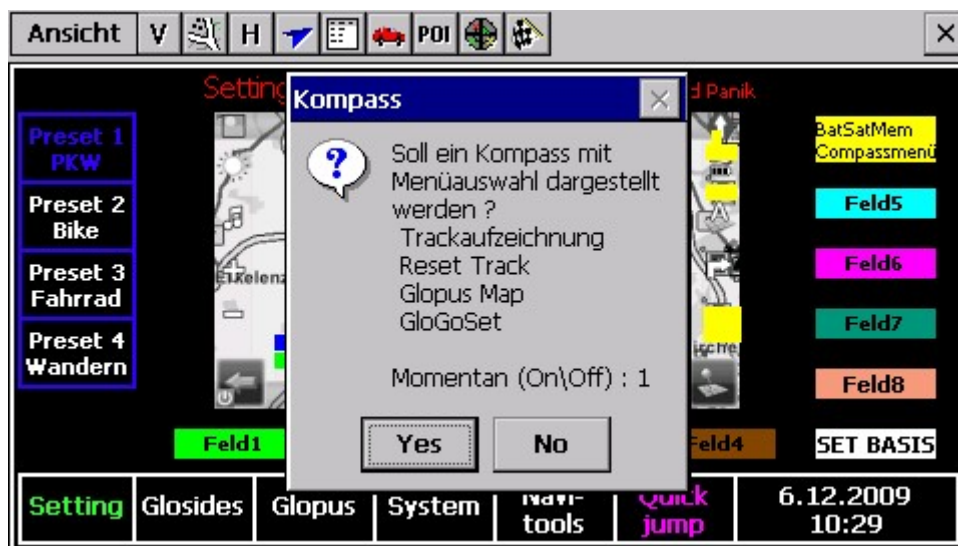 Ansicht V H POI
Setting
d Panik
Kompass
Soll ein Kompass mit
Menüauswahl dargestellt
werden ?
Trackaufzeichnung
Reset Track
Glopus Map
GloGoSet
Momentan (On\Off) : 1
Yes No
Preset 1
PKW
Preset 2
Bike
Preset 3
Fahrrad
Preset 4
Wandern
BatSatMem
Compassmenü
Feld5
Feld6
Feld7
Feld8
Feld1
Feld4
SET BASIS
Setting Glosides Glopus System Navi-
tools
Quick
jump
6.12.2009
10:29